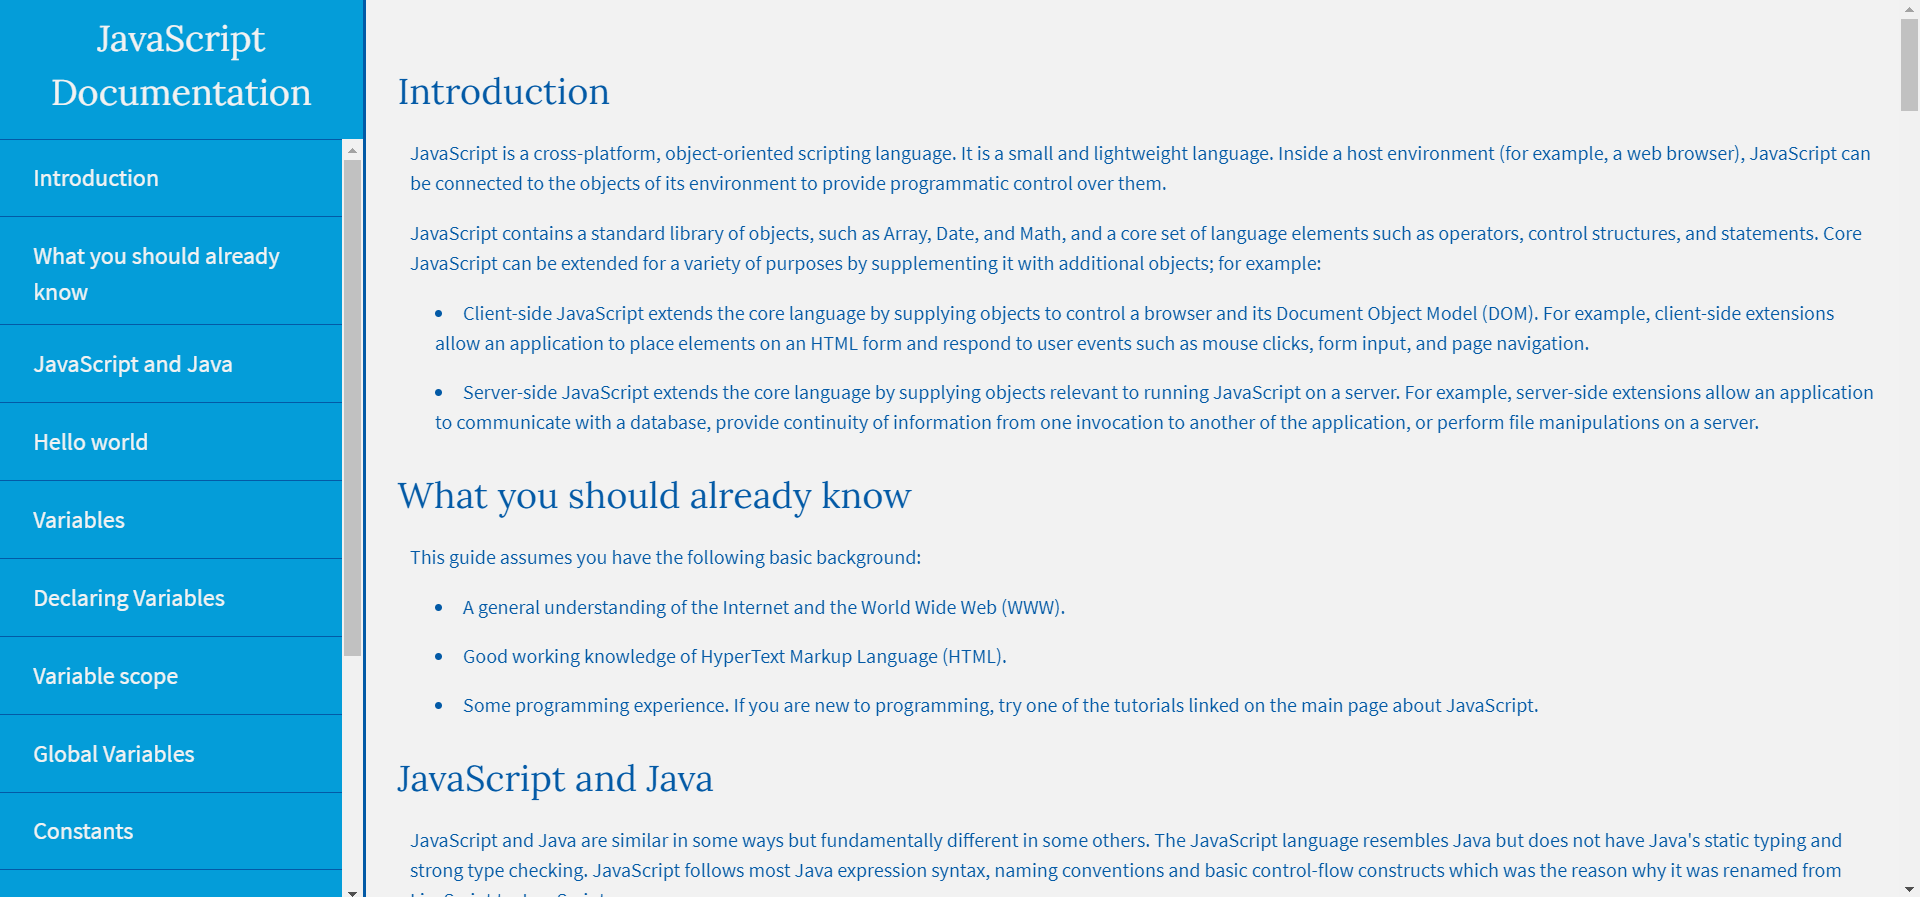 JavaScript
Documentation
Introduction
What you should already
know
JavaScript and Java
Hello world
Variables
Declaring Variables
Variable scope
Global Variables
Constants
Introduction
JavaScript is a cross-platform, object-oriented scripting language. It is a small and lightweight language. Inside a host environment (for example, a web browser), JavaScript can
be connected to the objects of its environment to provide programmatic control over them.
JavaScript contains a standard library of objects, such as Array, Date, and Math, and a core set of language elements such as operators, control structures, and statements. Core
JavaScript can be extended for a variety of purposes by supplementing it with additional objects; for example:
• Client-side JavaScript extends the core language by supplying objects to control a browser and its Document Object Model (DOM). For example, client-side extensions
allow an application to place elements on an HTML form and respond to user events such as mouse clicks, form input, and page navigation.
• Server-side JavaScript extends the core language by supplying objects relevant to running JavaScript on a server. For example, server-side extensions allow an application
to communicate with a database, provide continuity of information from one invocation to another of the application, or perform file manipulations on a server.
What you should already know
This guide assumes you have the following basic background:
• A general understanding of the Internet and the World Wide Web (WWW).
• Good working knowledge of HyperText Markup Language (HTML).
• Some programming experience. If you are new to programming, try one of the tutorials linked on the main page about JavaScript.
JavaScript and Java
JavaScript and Java are similar in some ways but fundamentally different in some others. The JavaScript language resembles Java but does not have Java's static typing and
strong type checking. JavaScript follows most Java expression syntax, naming conventions and basic control-flow constructs which was the reason why it was renamed from